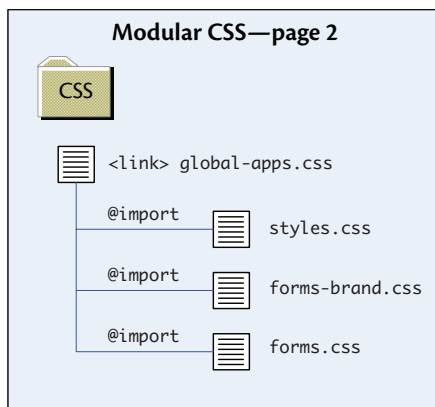 Modular CSS—page 2
CSS
<link> global-apps.css
@import
styles.css
@import
forms-brand.css
@import
forms.css